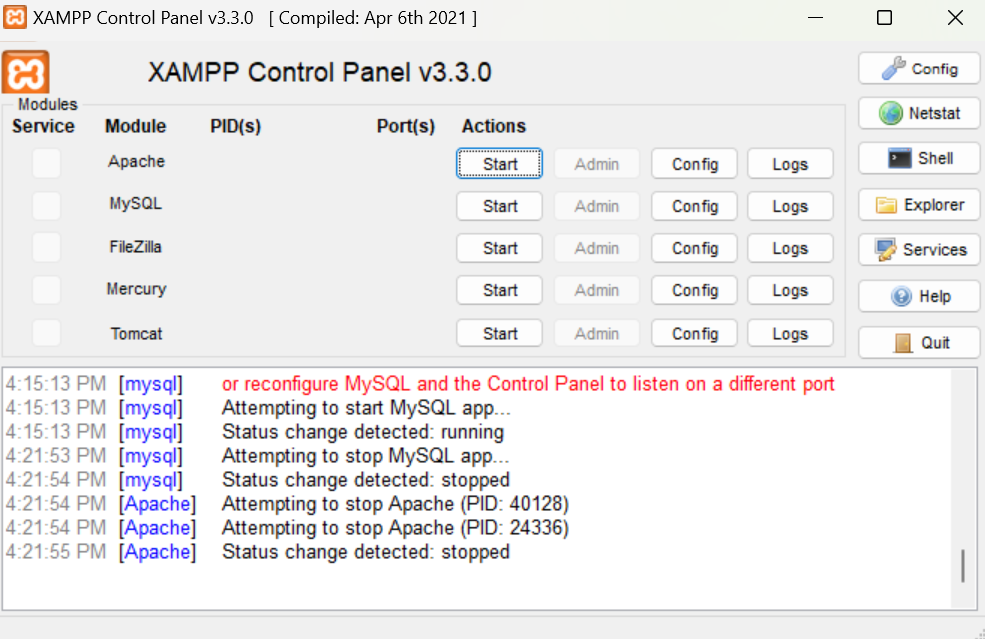 XAMPP Control Panel v3.3.0 [ Compiled: Apr 6th 2021 ]
XAMPP Control Panel v3.3.0
Config
Modules
Service Module PID(s) Port(s) Actions
Netstat
Apache Start Admin Config Logs
Shell
MySQL Start Admin Config Logs
Explorer
FileZilla Start Admin Config Logs
Services
Mercury Start Admin Config Logs
Help
Tomcat Start Admin Config Logs
Quit
4:15:13 PM [mysql] or reconfigure MySQL and the Control Panel to listen on a different port
4:15:13 PM [mysql] Attempting to start MySQL app...
4:15:13 PM [mysql] Status change detected: running
4:21:53 PM [mysql] Attempting to stop MySQL app...
4:21:54 PM [mysql] Status change detected: stopped
4:21:54 PM [Apache] Attempting to stop Apache (PID: 40128)
4:21:54 PM [Apache] Attempting to stop Apache (PID: 24336)
4:21:55 PM [Apache] Status change detected: stopped